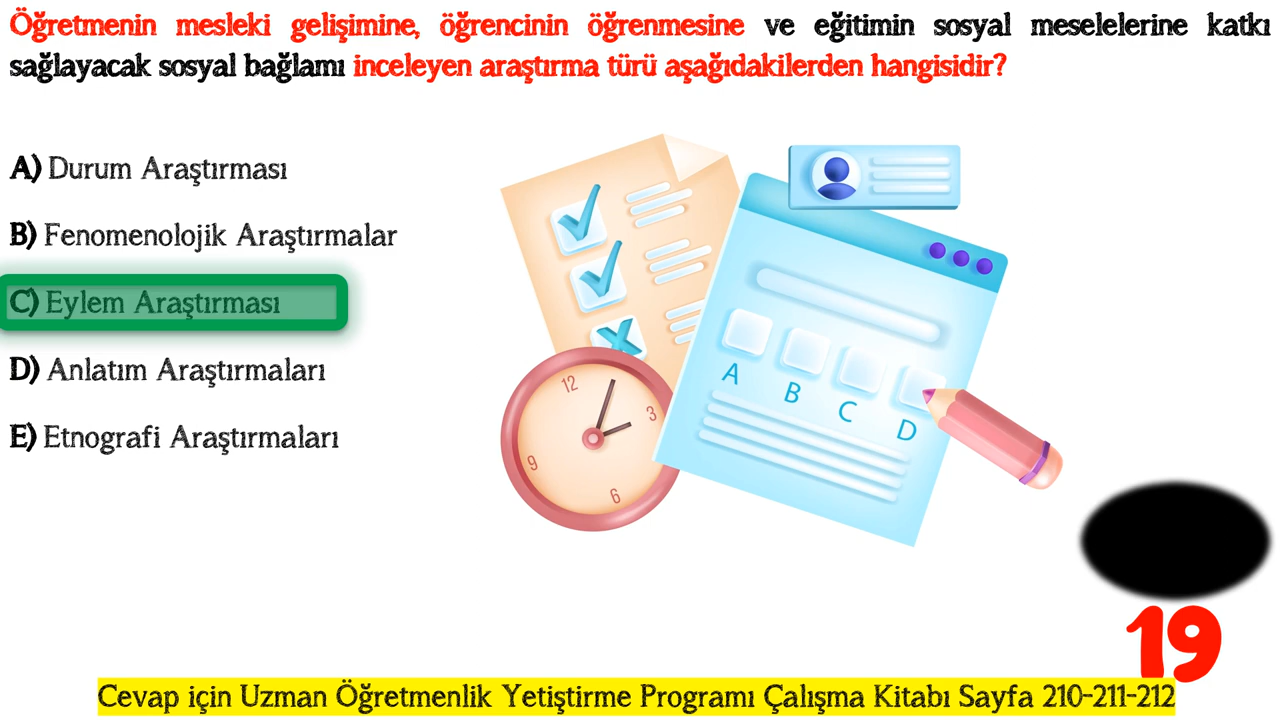 Öğretmenin mesleki gelişimine, öğrencinin öğrenmesine ve eğitimin sosyal meselelerine katkı
sağlayacak sosyal bağlamı inceleyen araştırma türü aşağıdakilerden hangisidir?
A) Durum Araştırması
B) Fenomenolojik Araştırmalar
C) Eylem Araştırması
D) Anlatım Araştırmaları
E) Etnografi Araştırmaları
12
3
6
9
A
B
C
D
19
Cevap için Uzman Öğretmenlik Yetiştirme Programı Çalışma Kitabı Sayfa 210-211-212